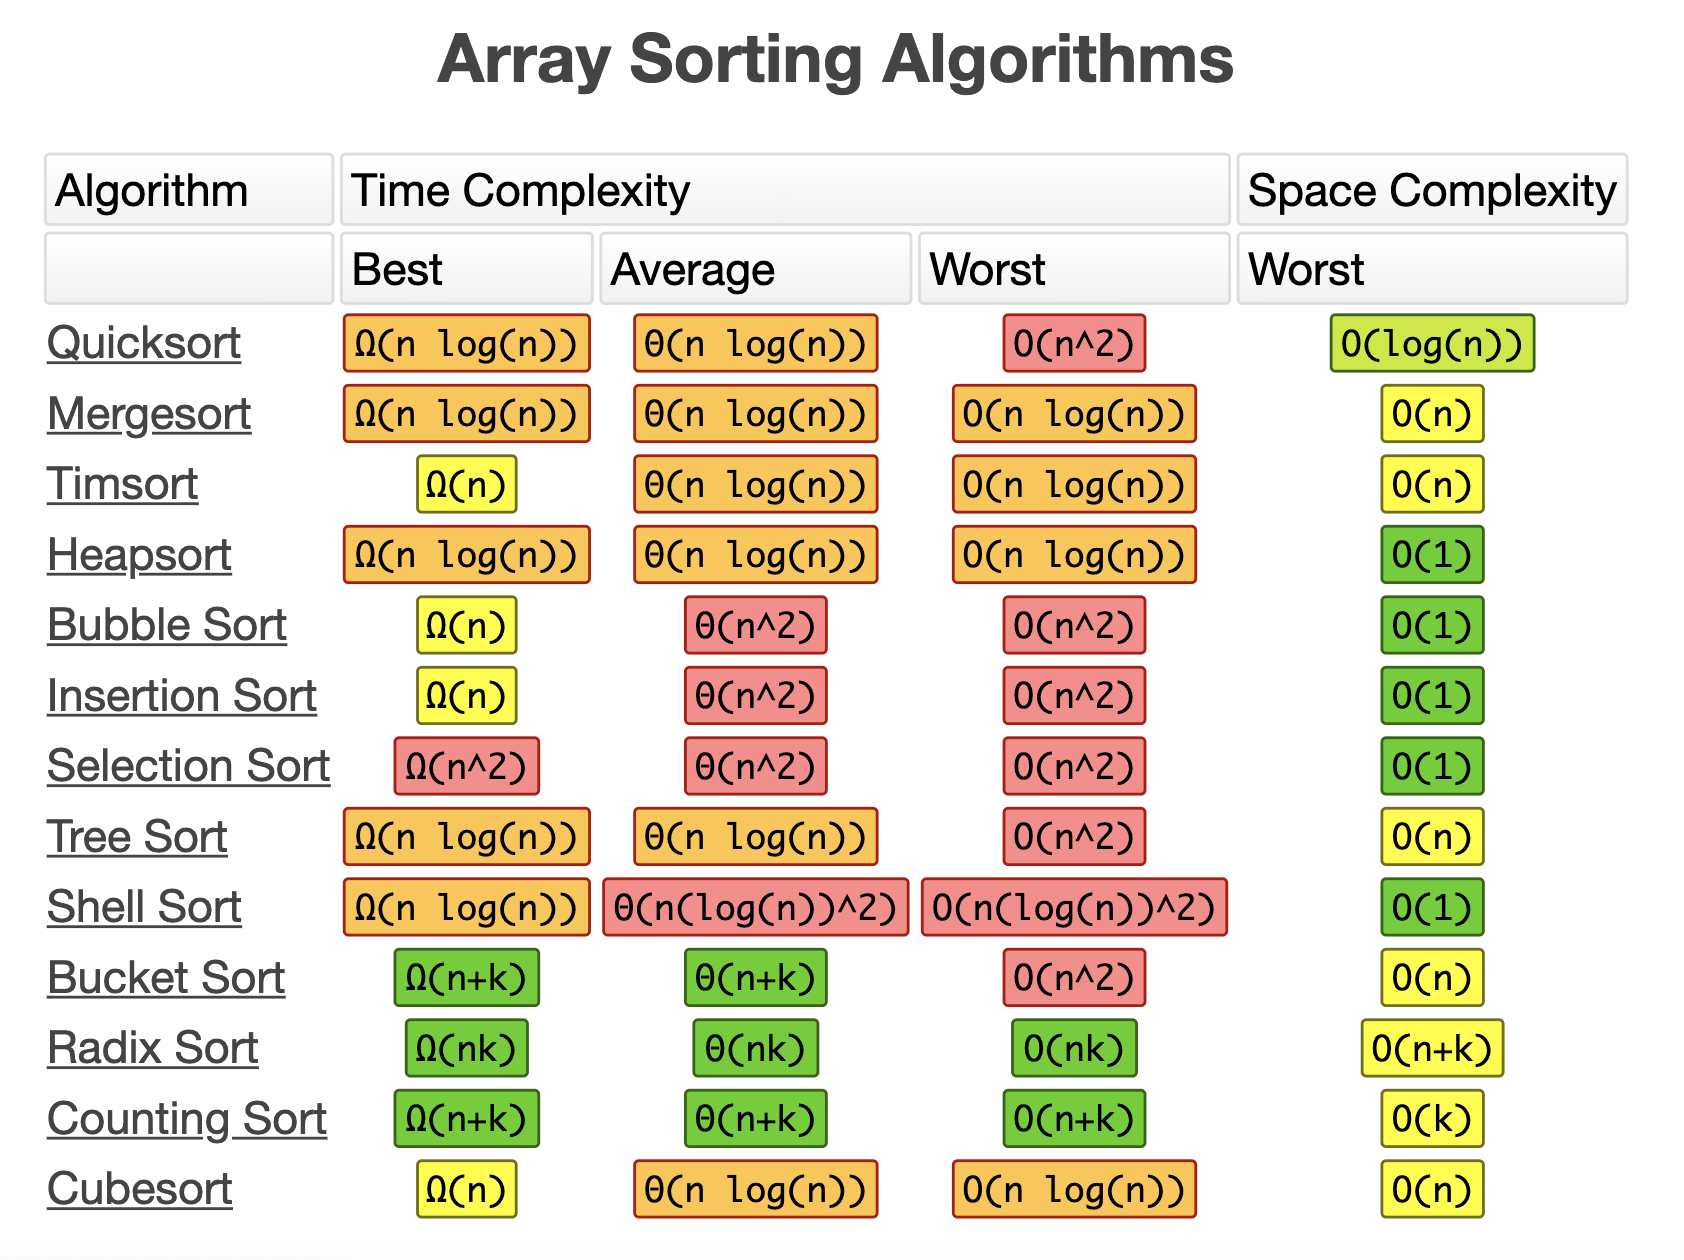 Array Sorting Algorithms
Algorithm Time Complexity Space Complexity
Best Average Worst Worst
Quicksort Ω(n log(n)) Θ(n log(n)) O(n^2) O(log(n))
Mergesort Ω(n log(n)) Θ(n log(n)) O(n log(n)) O(n)
Timsort Ω(n) Θ(n log(n)) O(n log(n)) O(n)
Heapsort Ω(n log(n)) Θ(n log(n)) O(n log(n)) O(1)
Bubble Sort Ω(n) Θ(n^2) O(n^2) O(1)
Insertion Sort Ω(n) Θ(n^2) O(n^2) O(1)
Selection Sort Ω(n^2) Θ(n^2) O(n^2) O(1)
Tree Sort Ω(n log(n)) Θ(n log(n)) O(n^2) O(n)
Shell Sort Ω(n log(n)) Θ(n(log(n))^2) O(n(log(n))^2) O(1)
Bucket Sort Ω(n+k) Θ(n+k) O(n^2) O(n)
Radix Sort Ω(nk) Θ(nk) O(nk) O(n+k)
Counting Sort Ω(n+k) Θ(n+k) O(n+k) O(k)
Cubesort Ω(n) Θ(n log(n)) O(n log(n)) O(n)